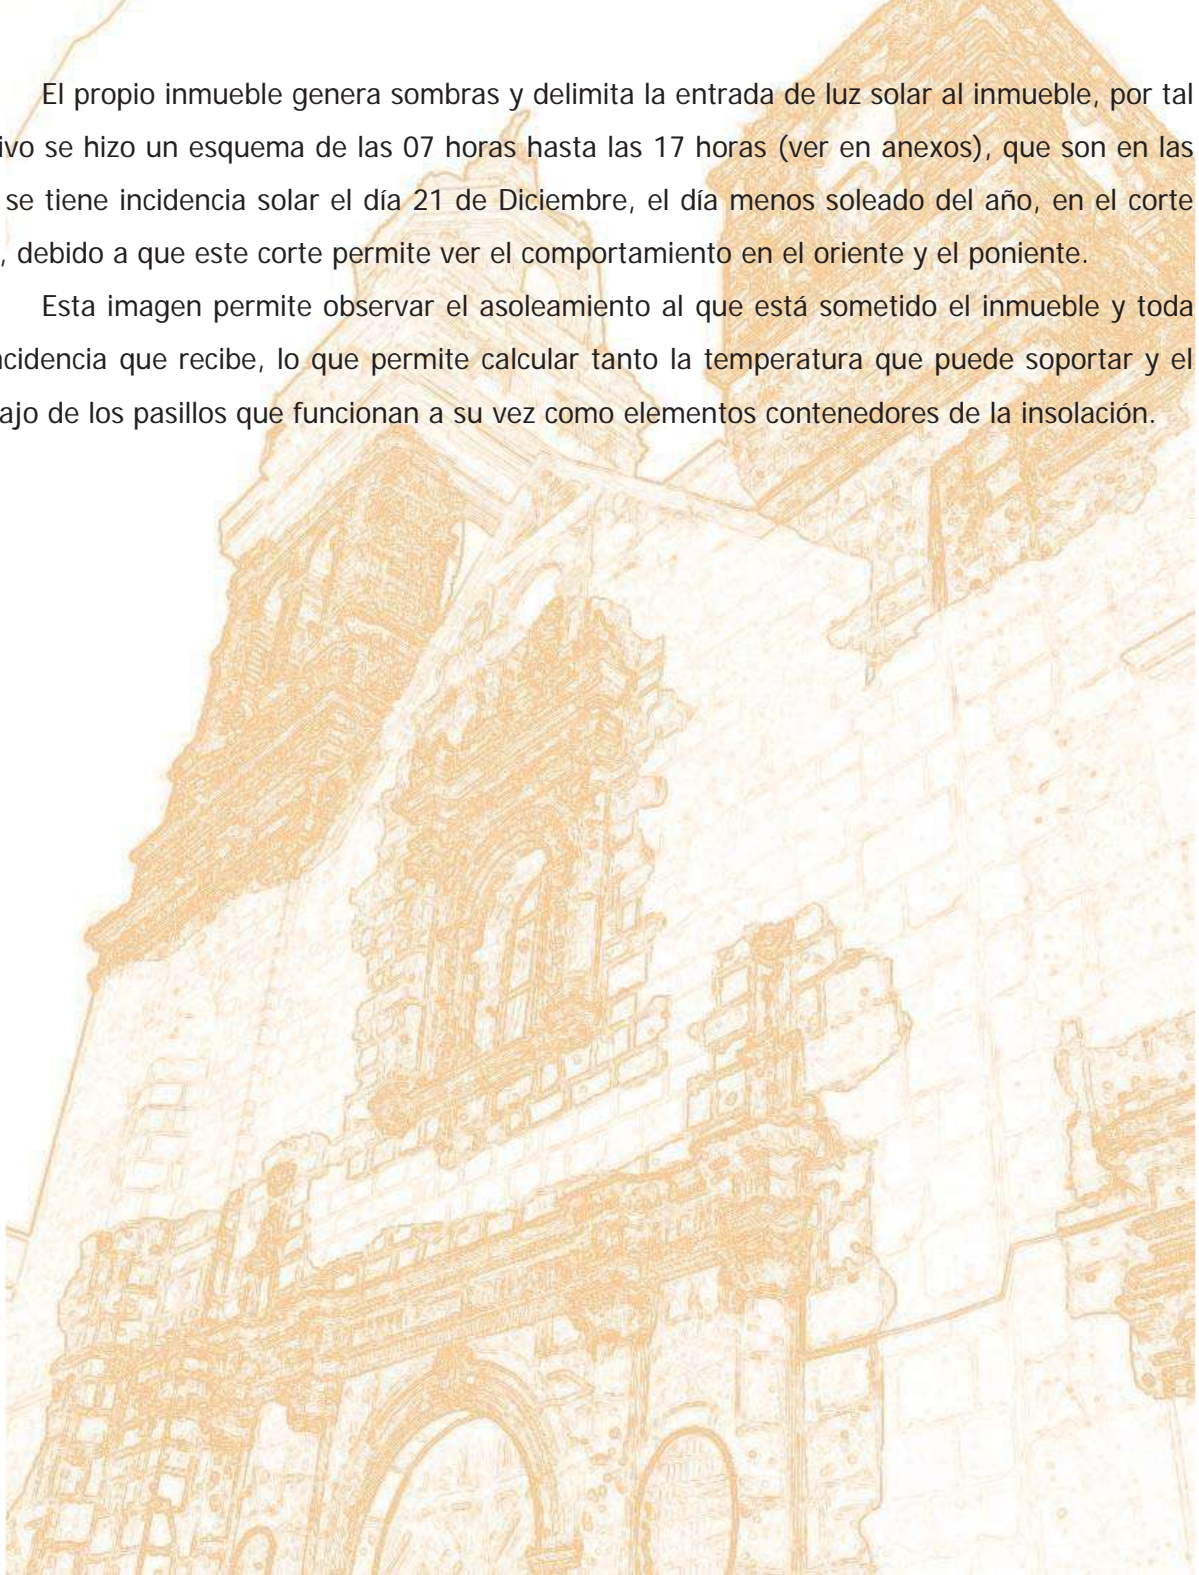 El propio inmueble genera sombras y delimita la entrada de luz solar al inmueble, por tal
ivo se hizo un esquema de las 07 horas hasta las 17 horas (ver en anexos), que son en las
se tiene incidencia solar el día 21 de Diciembre, el día menos soleado del año, en el corte
, debido a que este corte permite ver el comportamiento en el oriente y el poniente.
Esta imagen permite observar el asoleamiento al que está sometido el inmueble y toda
ncidencia que recibe, lo que permite calcular tanto la temperatura que puede soportar y el
ajo de los pasillos que funcionan a su vez como elementos contenedores de la insolación.